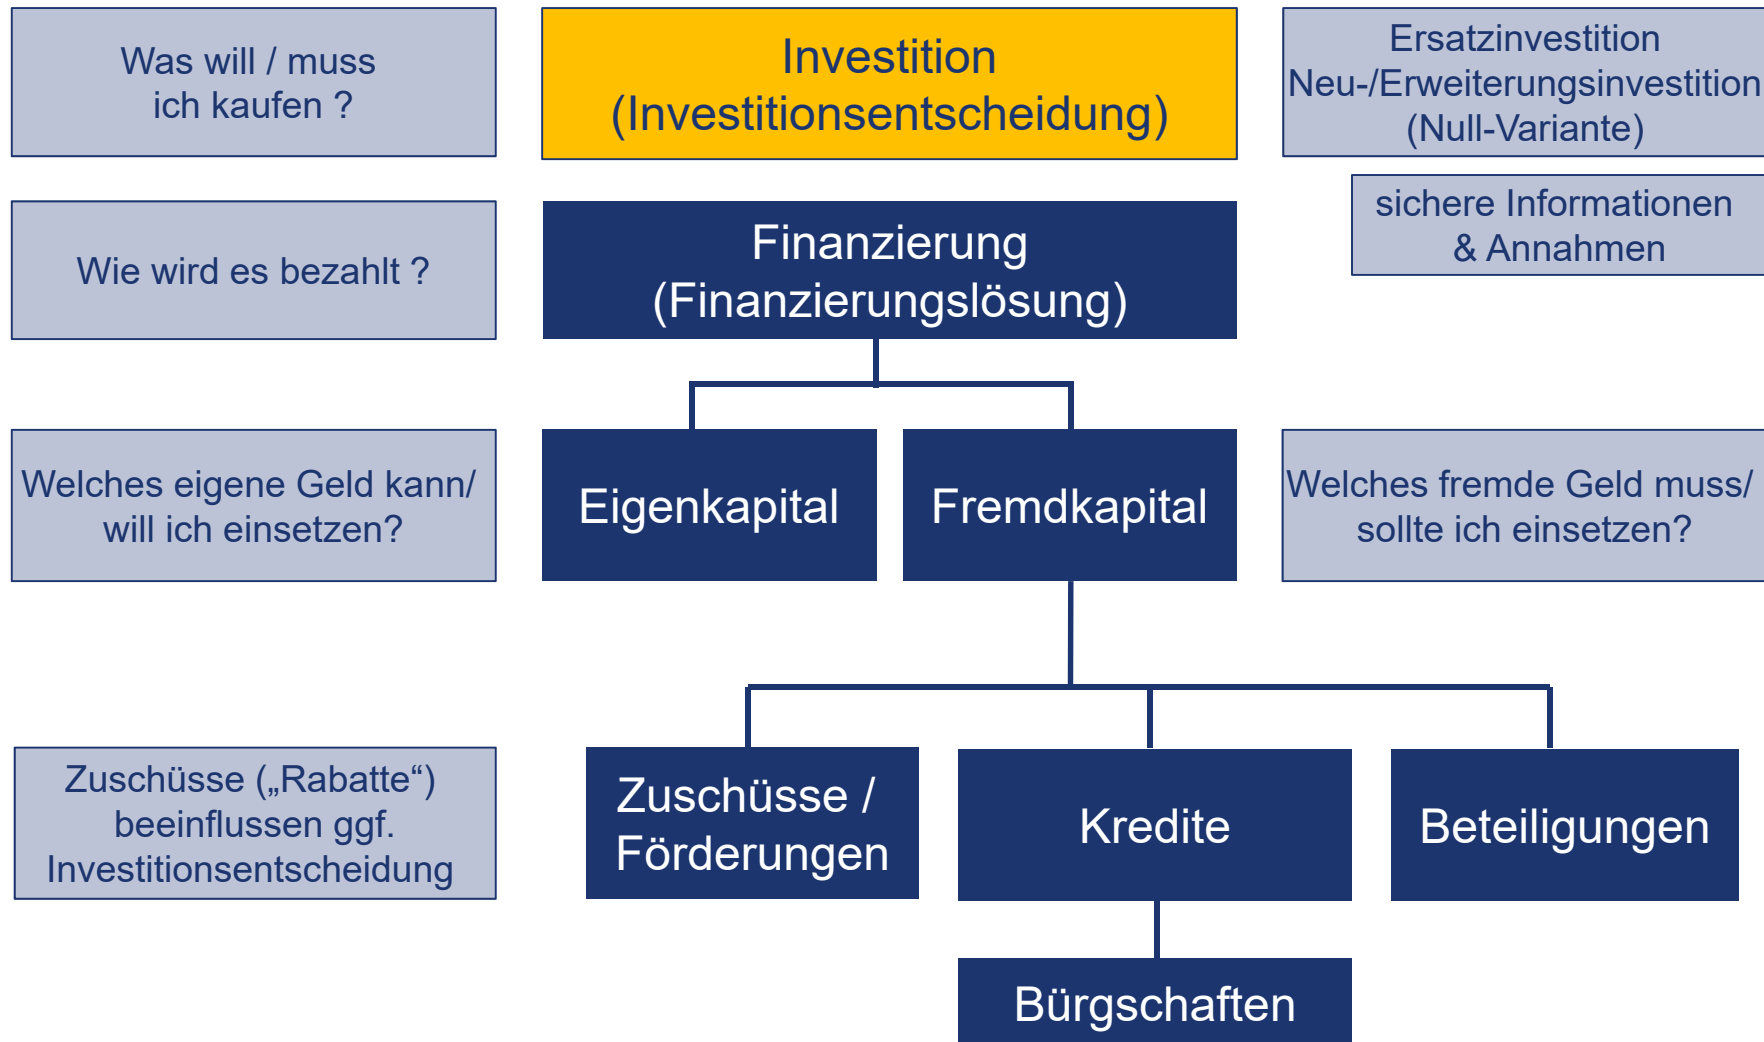 Was will / muss
ich kaufen ?
Investition
(Investitionsentscheidung)
Ersatzinvestition
Neu-/Erweiterungsinvestition
(Null-Variante)
sichere Informationen
& Annahmen
Wie wird es bezahlt ?
Finanzierung
(Finanzierungslösung)
Welches eigene Geld kann/
will ich einsetzen?
Eigenkapital
Fremdkapital
Welches fremde Geld muss/
sollte ich einsetzen?
Zuschüsse („Rabatte“)
beeinflussen ggf.
Investitionsentscheidung
Zuschüsse /
Förderungen
Kredite
Beteiligungen
Bürgschaften